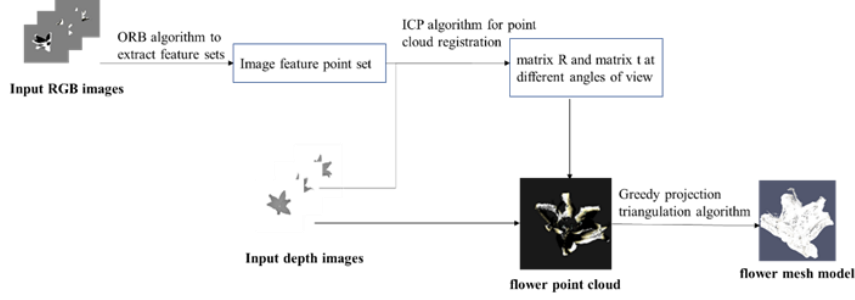 ORB algorithm to
extract feature sets
ICP algorithm for point
cloud registration
Input RGB images
Image feature point set
matrix R and matrix t at
different angles of view
Greedy projection
triangulation algorithm
Input depth images
flower point cloud
flower mesh model